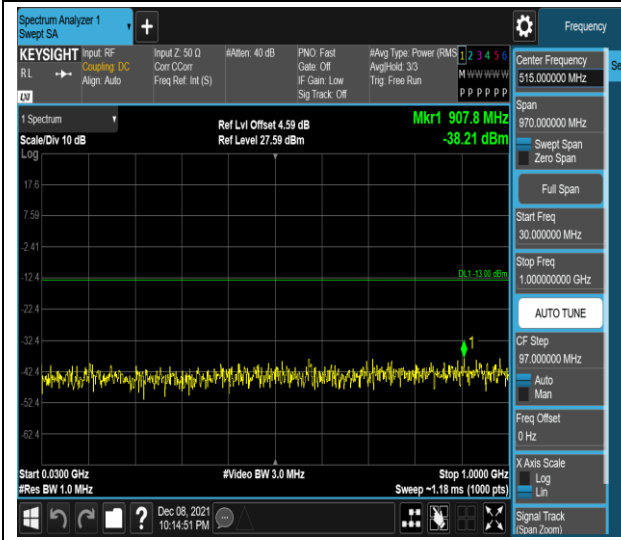 Spectrum Analyzer 1
Swept SA
+
Frequency
KEYSIGHT
RL
LXI
Input: RF
Coupling: DC
Align: Auto
Input Z: 50 Ω
Corr CCorr
Freq Ref: Int (S)
#Atten: 40 dB
PNO: Fast
Gate: Off
IF Gain: Low
Sig Track: Off
#Avg Type: Power (RMS
Avg|Hold: 3/3
Trig: Free Run
1 2 3 4 5 6
M W W W W W
P P P P P P
1 Spectrum
Scale/Div 10 dB
Log
Ref Lvl Offset 4.59 dB
Ref Level 27.59 dBm
Mkr1 907.8 MHz
-38.21 dBm
17.6
7.59
-2.41
-12.4
-22.4
-32.4
-42.4
-52.4
-62.4
DL1 -13.00 dBm
1
Start 0.0300 GHz
#Res BW 1.0 MHz
#Video BW 3.0 MHz
Stop 1.0000 GHz
Sweep ~1.18 ms (1000 pts)
?
Dec 08, 2021
10:14:51 PM
Center Frequency
515.000000 MHz
Span
970.000000 MHz
Swept Span
Zero Span
Full Span
Start Freq
30.000000 MHz
Stop Freq
1.000000000 GHz
AUTO TUNE
CF Step
97.000000 MHz
Auto
Man
Freq Offset
0 Hz
X Axis Scale
Log
Lin
Signal Track
(Span Zoom)
Se